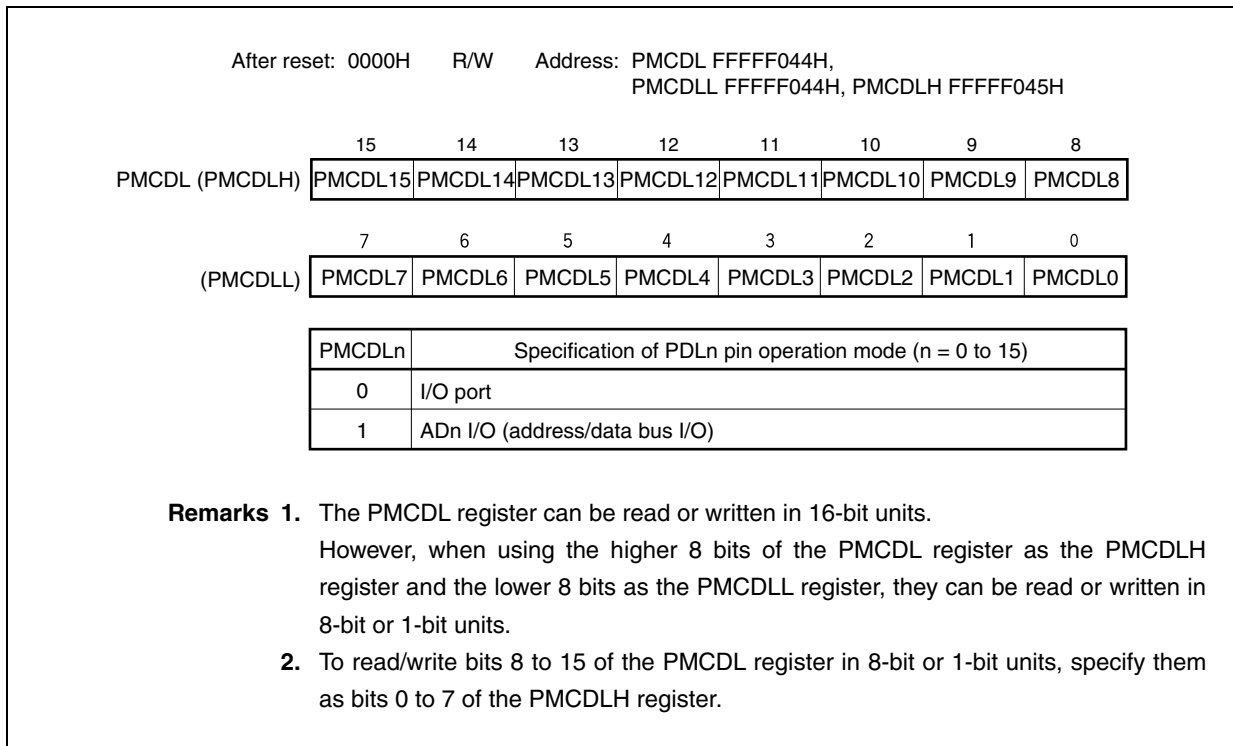 After reset: 0000H R/W Address: PMCDL FFFFF044H,
PMCDLL FFFFF044H, PMCDLH FFFFF045H
15 14 13 12 11 10 9 8
PMCDL (PMCDLH) PMCDL15 PMCDL14 PMCDL13 PMCDL12 PMCDL11 PMCDL10 PMCDL9 PMCDL8
7 6 5 4 3 2 1 0
(PMCDLL) PMCDL7 PMCDL6 PMCDL5 PMCDL4 PMCDL3 PMCDL2 PMCDL1 PMCDL0
PMCDLn Specification of PDLn pin operation mode (n = 0 to 15)
0 I/O port
1 ADn I/O (address/data bus I/O)
Remarks 1. The PMCDL register can be read or written in 16-bit units.
However, when using the higher 8 bits of the PMCDL register as the PMCDLH
register and the lower 8 bits as the PMCDLL register, they can be read or written in
8-bit or 1-bit units.
2. To read/write bits 8 to 15 of the PMCDL register in 8-bit or 1-bit units, specify them
as bits 0 to 7 of the PMCDLH register.